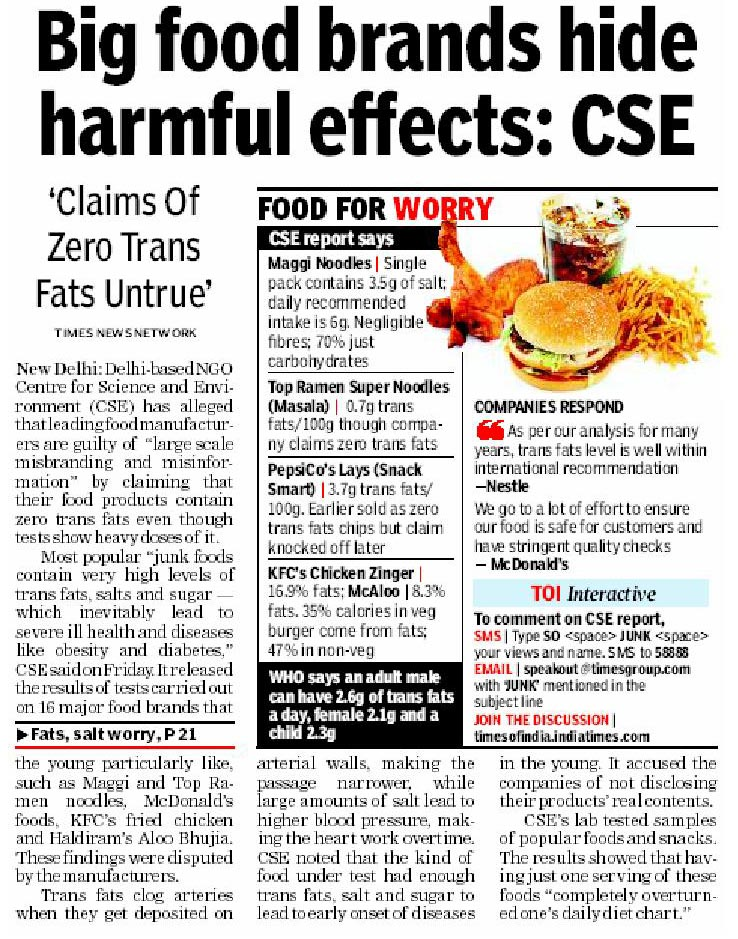 Big food brands hide
harmful effects: CSE
‘Claims Of
Zero Trans
Fats Untrue’
TIMES NEWS NETWORK
New Delhi: Delhi-based NGO
Centre for Science and Envi-
ronment (CSE) has alleged
that leading food manufactur-
ers are guilty of “large scale
misbranding and misinfor-
mation” by claiming that
their food products contain
zero trans fats even though
tests show heavy doses of it.
Most popular “junk foods
contain very high levels of
trans fats, salts and sugar —
which inevitably lead to
severe ill health and diseases
like obesity and diabetes,”
CSE said on Friday. It released
the results of tests carried out
on 16 major food brands that
▶ Fats, salt worry, P 21
the young particularly like,
such as Maggi and Top Ra-
men noodles, McDonald’s
foods, KFC’s fried chicken
and Haldiram’s Aloo Bhujia.
These findings were disputed
by the manufacturers.
Trans fats clog arteries
when they get deposited on
arterial walls, making the
passage narrower, while
large amounts of salt lead to
higher blood pressure, mak-
ing the heart work overtime.
CSE noted that the kind of
food under test had enough
trans fats, salt and sugar to
lead to early onset of diseases
in the young. It accused the
companies of not disclosing
their products’ real contents.
CSE’s lab tested samples
of popular foods and snacks.
The results showed that hav-
ing just one serving of these
foods “completely overturn-
ed one’s daily diet chart.”
FOOD FOR WORRY
CSE report says
Maggi Noodles | Single
pack contains 3.5g of salt;
daily recommended
intake is 6g. Negligible
fibres; 70% just
carbohydrates
Top Ramen Super Noodles
(Masala) | 0.7g trans
fats/100g though compa-
ny claims zero trans fats
PepsiCo’s Lays (Snack
Smart) | 3.7g trans fats/
100g. Earlier sold as zero
trans fats chips but claim
knocked off later
KFC’s Chicken Zinger |
16.9% fats; McAloo | 8.3%
fats. 35% calories in veg
burger come from fats;
47% in non-veg
WHO says an adult male
can have 2.6g of trans fats
a day, female 2.1g and a
child 2.3g
COMPANIES RESPOND
“ As per our analysis for many
years, trans fats level is well within
international recommendation
—Nestle
We go to a lot of effort to ensure
our food is safe for customers and
have stringent quality checks
— McDonald’s
TOI Interactive
To comment on CSE report,
SMS | Type SO <space> JUNK <space>
your views and name. SMS to 58888
EMAIL | speakout@timesgroup.com
with ‘JUNK’ mentioned in the
subject line
JOIN THE DISCUSSION |
timesofindia.indiatimes.com